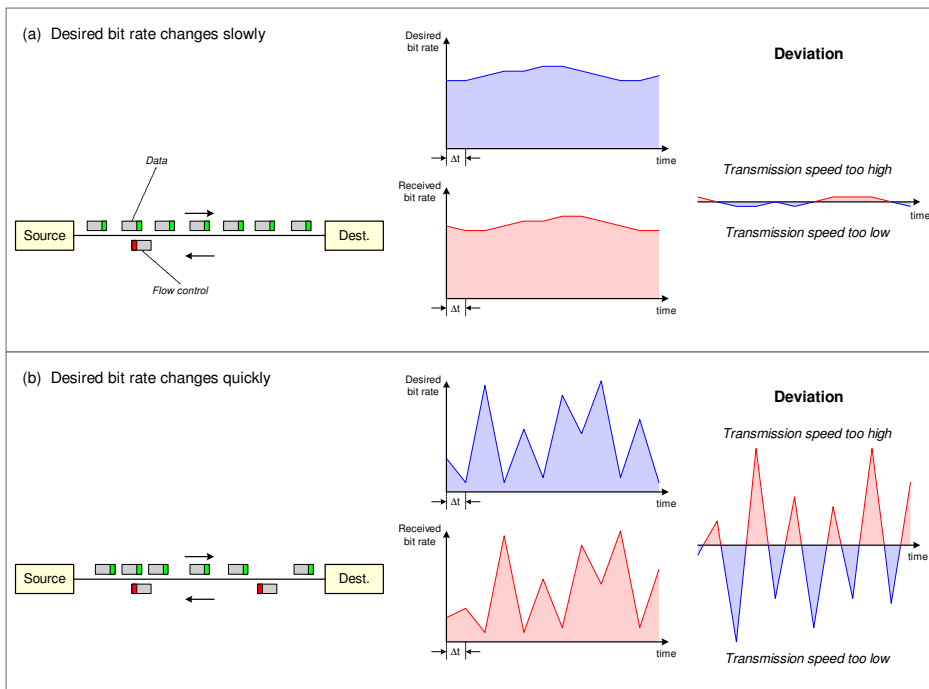 (a) Desired bit rate changes slowly
Desired
bit rate
Deviation
Δt
time
Data
Source
Dest.
Flow control
Received
bit rate
Δt
time
Transmission speed too high
time
Transmission speed too low
(b) Desired bit rate changes quickly
Desired
bit rate
Deviation
Δt
time
Source
Dest.
Received
bit rate
Δt
time
Transmission speed too high
time
Transmission speed too low